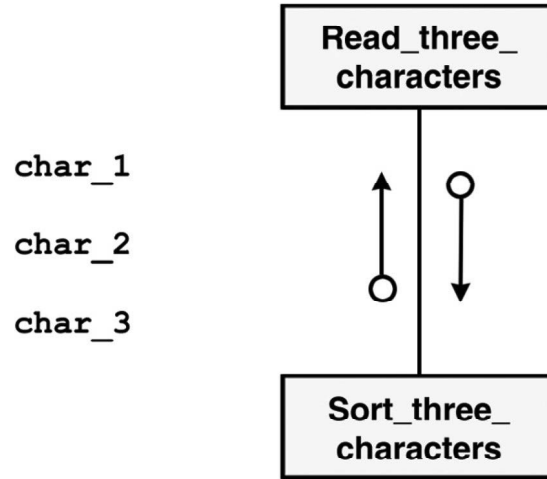 Read_three_
characters
char_1
char_2
char_3
Sort_three_
characters